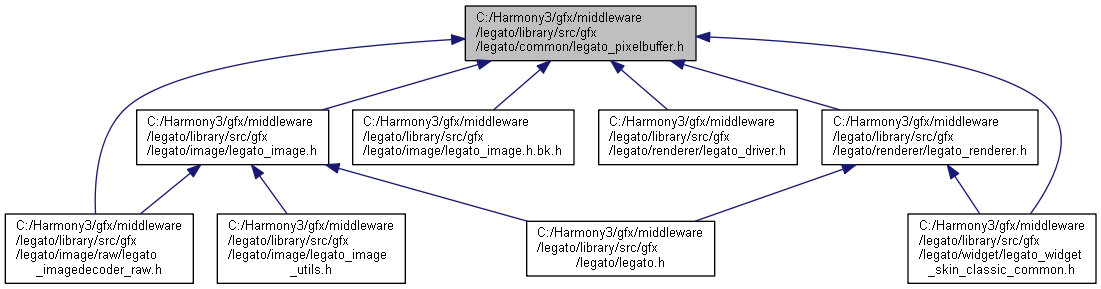 C:/Harmony3/gfx/middleware
/legato/library/src/gfx
/legato/common/legato_pixelbuffer.h
C:/Harmony3/gfx/middleware
/legato/library/src/gfx
/legato/image/legato_image.h
C:/Harmony3/gfx/middleware
/legato/library/src/gfx
/legato/image/legato_image.h.bk.h
C:/Harmony3/gfx/middleware
/legato/library/src/gfx
/legato/renderer/legato_driver.h
C:/Harmony3/gfx/middleware
/legato/library/src/gfx
/legato/renderer/legato_renderer.h
C:/Harmony3/gfx/middleware
/legato/library/src/gfx
/legato/image/raw/legato
_imagedecoder_raw.h
C:/Harmony3/gfx/middleware
/legato/library/src/gfx
/legato/image/legato_image
_utils.h
C:/Harmony3/gfx/middleware
/legato/library/src/gfx
/legato/legato.h
C:/Harmony3/gfx/middleware
/legato/library/src/gfx
/legato/widget/legato_widget
_skin_classic_common.h